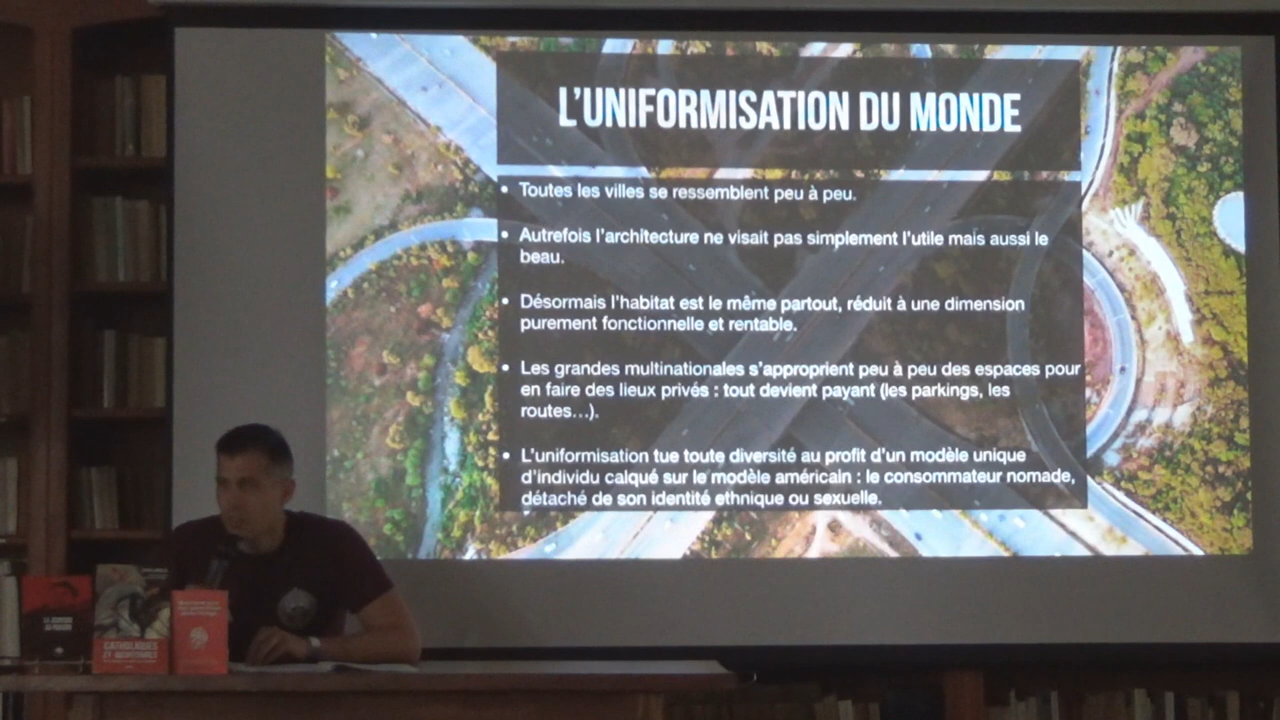 L'UNIFORMISATION DU MONDE
• Toutes les villes se ressemblent peu à peu.
• Autrefois l'architecture ne visait pas simplement l'utile mais aussi le
beau.
• Désormais l'habitat est le même partout, réduit à une dimension
purement fonctionnelle et rentable.
• Les grandes multinationales s'approprient peu à peu des espaces pour
en faire des lieux privés : tout devient payant (les parkings, les
routes...).
• L'uniformisation tue toute diversité au profit d'un modèle unique
d'individu calqué sur le modèle américain : le consommateur nomade,
détaché de son identité ethnique ou sexuelle.
CATHOLIQUES